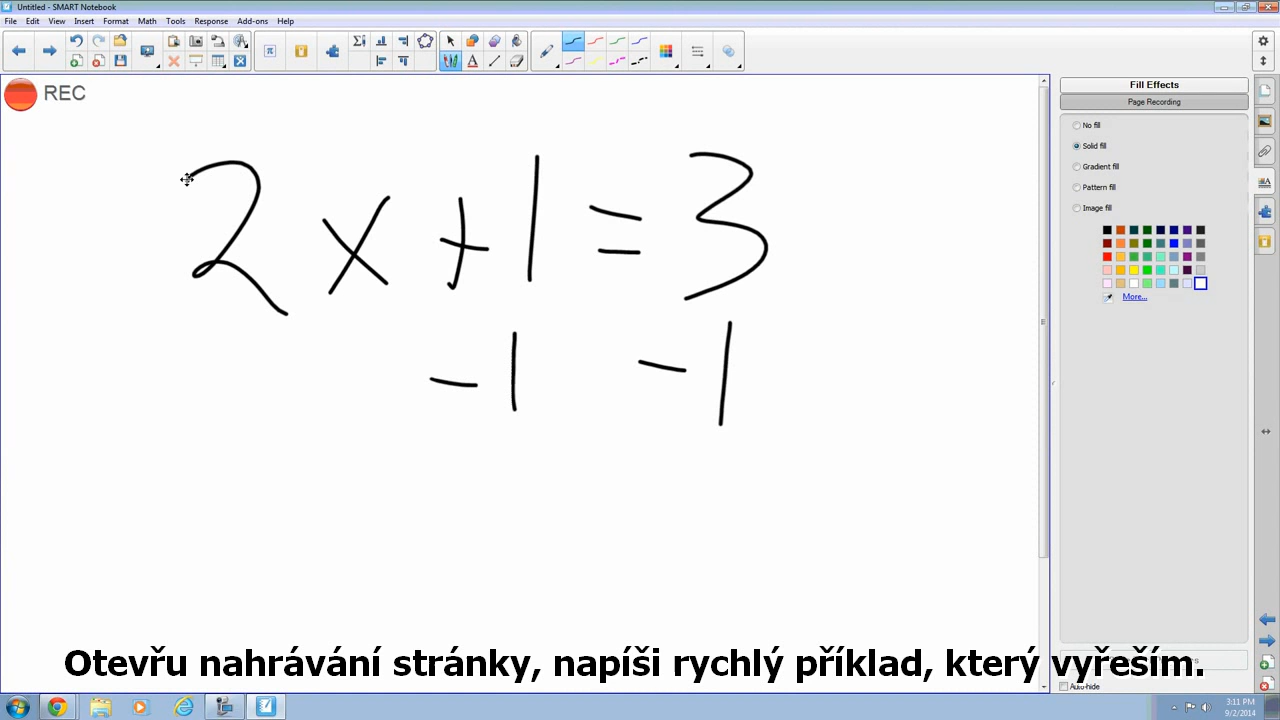 Untitled - SMART Notebook
File Edit View Insert Format Math Tools Response Add-ons Help
REC
2x+1=3
-1 -1
Fill Effects
Page Recording
No fill
Solid fill
Gradient fill
Pattern fill
Image fill
More...
Otevřu nahrávání stránky, napíši rychlý příklad, který vyřeším.
Auto-hide
3:11 PM
9/2/2014